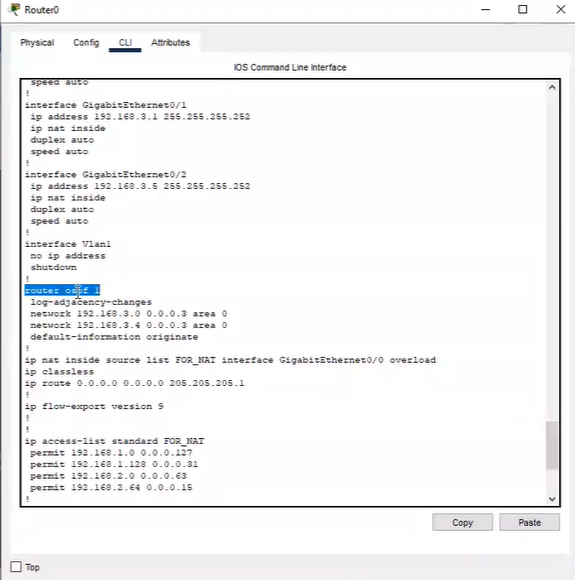 Router0
Physical Config CLI Attributes
IOS Command Line Interface
speed auto
!
interface GigabitEthernet0/1
ip address 192.168.3.1 255.255.255.252
ip nat inside
duplex auto
speed auto
!
interface GigabitEthernet0/2
ip address 192.168.3.5 255.255.255.252
ip nat inside
duplex auto
speed auto
!
interface Vlan1
no ip address
shutdown
!
router ospf 1
log-adjacency-changes
network 192.168.3.0 0.0.0.3 area 0
network 192.168.3.4 0.0.0.3 area 0
default-information originate
!
ip nat inside source list FOR_NAT interface GigabitEthernet0/0 overload
ip classless
ip route 0.0.0.0 0.0.0.0 205.205.205.1
!
ip flow-export version 9
!
!
ip access-list standard FOR_NAT
permit 192.168.1.0 0.0.0.127
permit 192.168.1.128 0.0.0.31
permit 192.168.2.0 0.0.0.63
permit 192.168.2.64 0.0.0.15
!
Copy Paste
Top